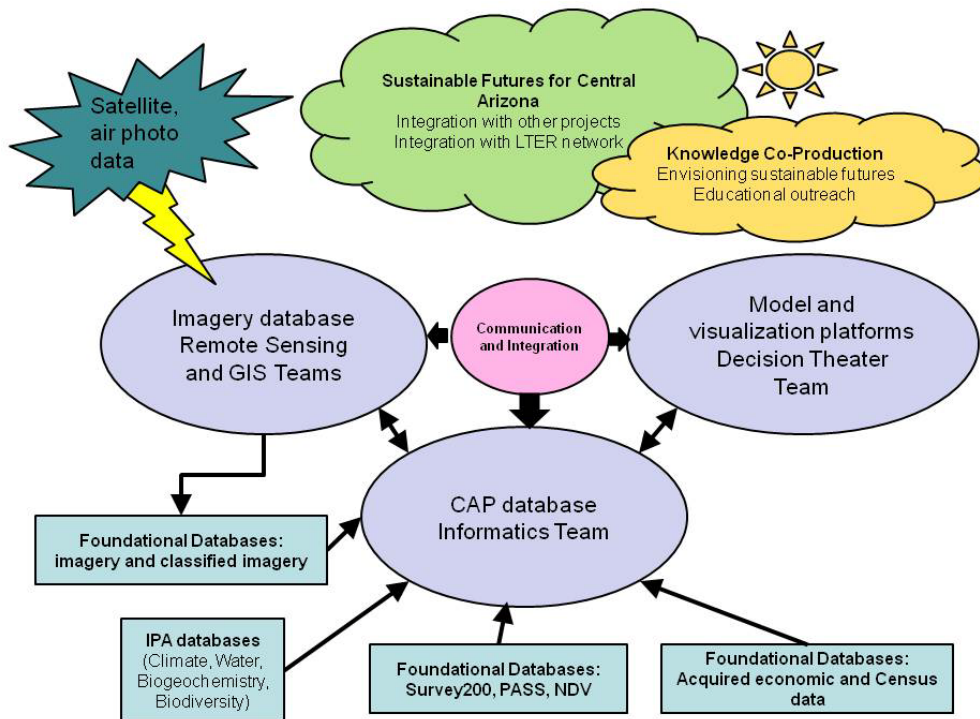 Satellite,
air photo
data
Sustainable Futures for Central
Arizona
Integration with other projects
Integration with LTER network
Knowledge Co-Production
Envisioning sustainable futures
Educational outreach
Imagery database
Remote Sensing
and GIS Teams
Communication
and Integration
Model and
visualization platforms
Decision Theater
Team
CAP database
Informatics Team
Foundational Databases:
imagery and classified imagery
IPA databases
(Climate, Water,
Biogeochemistry,
Biodiversity)
Foundational Databases:
Survey200, PASS, NDV
Foundational Databases:
Acquired economic and Census
data